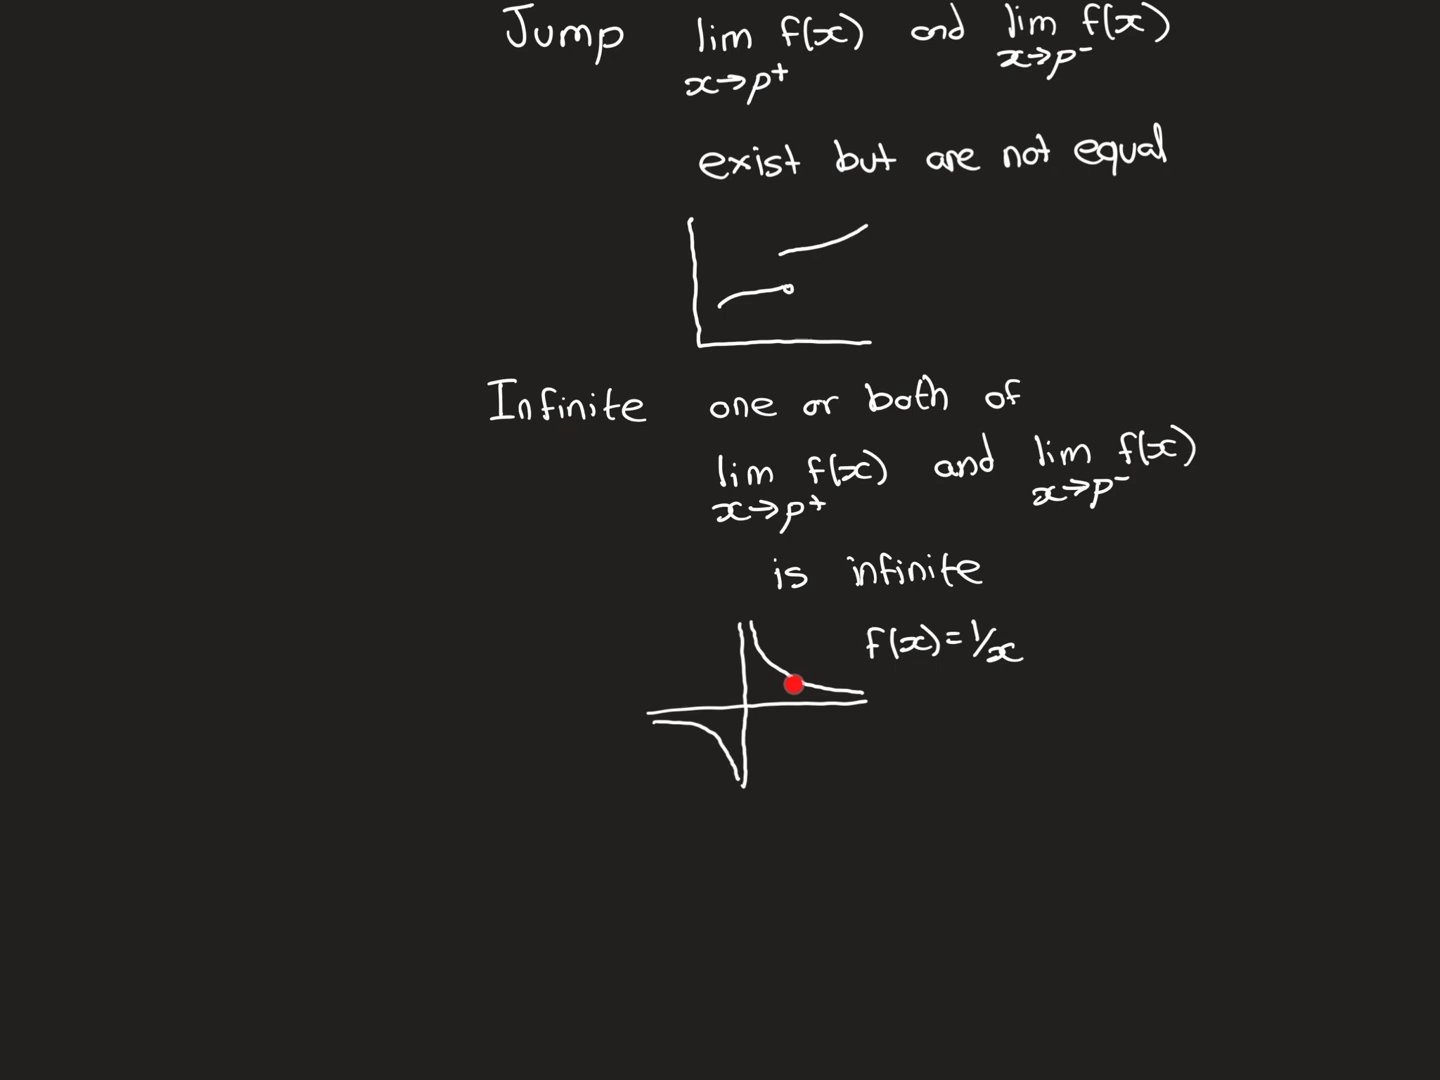 Jump lim f(x) and lim f(x)
x→p⁺ x→p⁻
exist but are not equal
Infinite one or both of
lim f(x) and lim f(x)
x→p⁺ x→p⁻
is infinite
f(x)=1/x